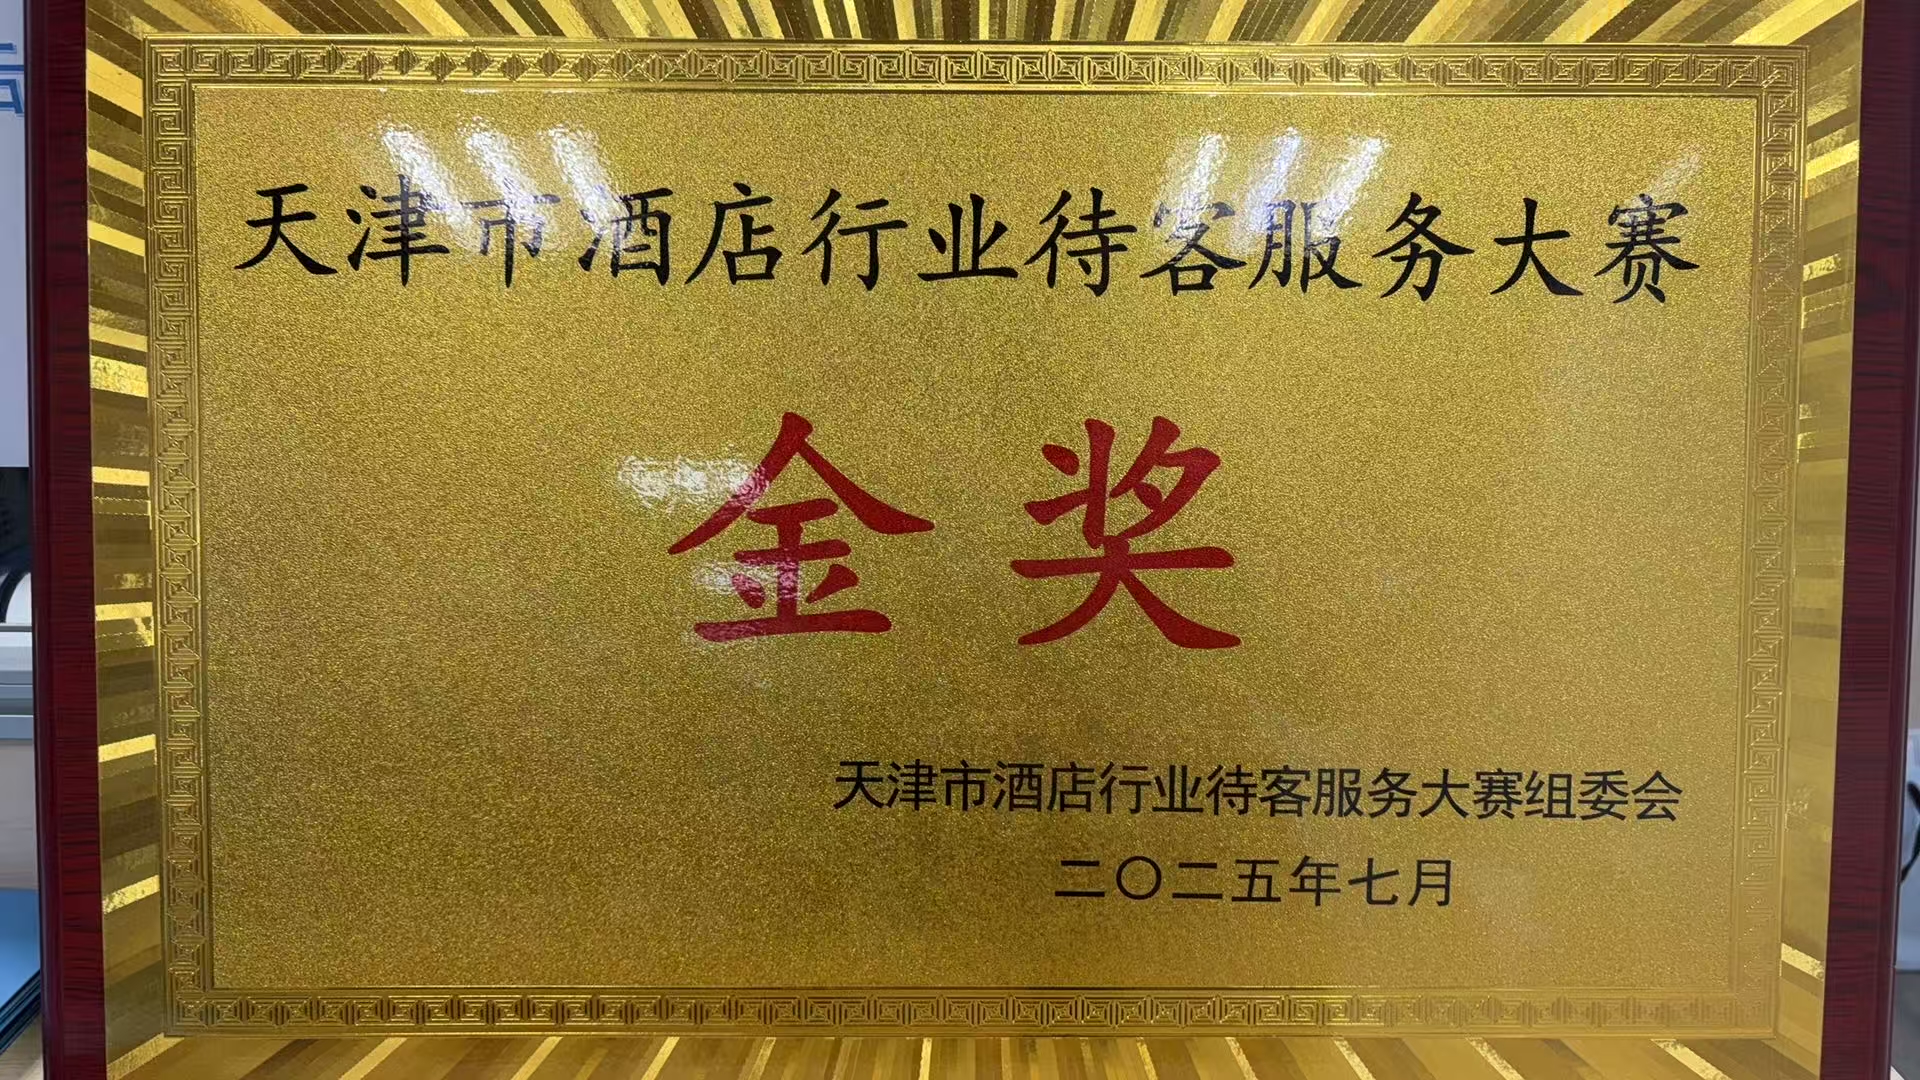 天津市酒店行业待客服务大赛
金奖
天津市酒店行业待客服务大赛组委会
二〇二五年七月